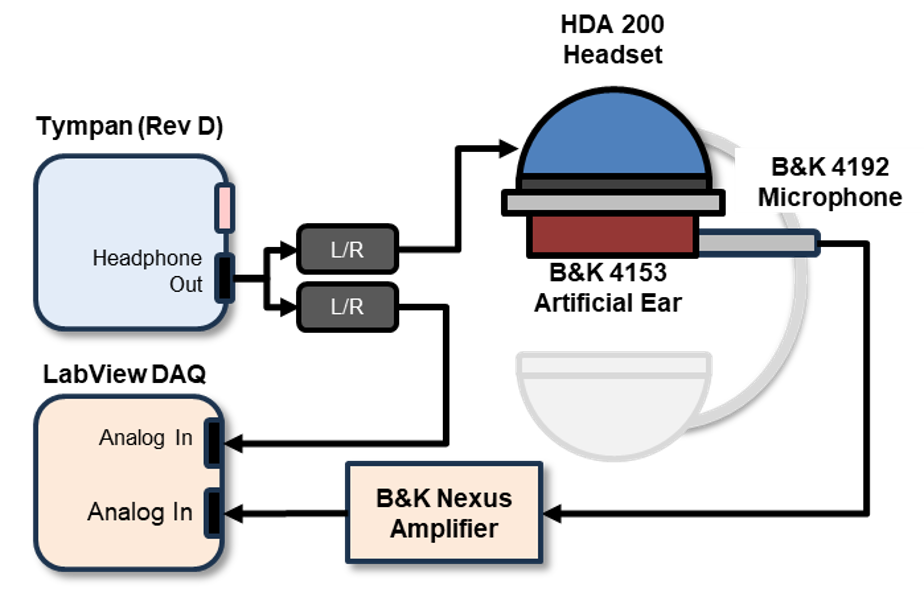 HDA 200
Headset
Tympan (Rev D)
B&K 4192
Microphone
L/R
Headphone
Out
B&K 4153
Artificial Ear
L/R
LabView DAQ
Analog In
B&K Nexus
Amplifier
Analog In